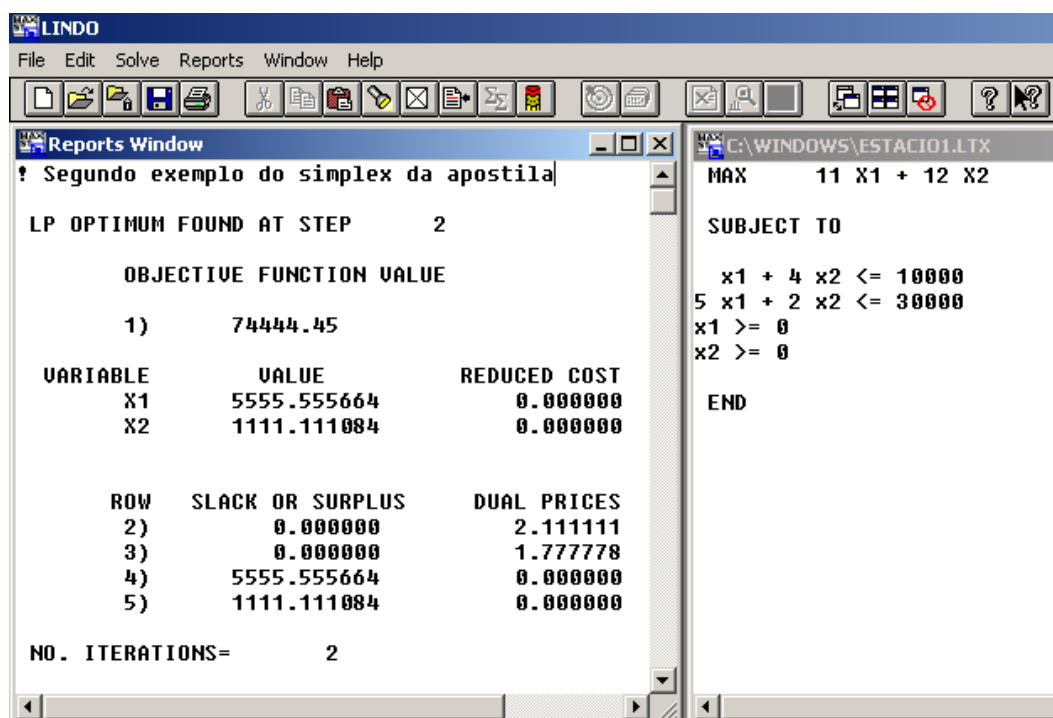 LINDO
File Edit Solve Reports Window Help
Reports Window
! Segundo exemplo do simplex da apostila
LP OPTIMUM FOUND AT STEP 2
OBJECTIVE FUNCTION VALUE
1) 74444.45
VARIABLE VALUE REDUCED COST
X1 5555.555664 0.000000
X2 1111.111084 0.000000
ROW SLACK OR SURPLUS DUAL PRICES
2) 0.000000 2.111111
3) 0.000000 1.777778
4) 5555.555664 0.000000
5) 1111.111084 0.000000
NO. ITERATIONS= 2
C:\WINDOWS\ESTACIO1.LTX
MAX 11 X1 + 12 X2
SUBJECT TO
x1 + 4 x2 <= 10000
5 x1 + 2 x2 <= 30000
x1 >= 0
x2 >= 0
END